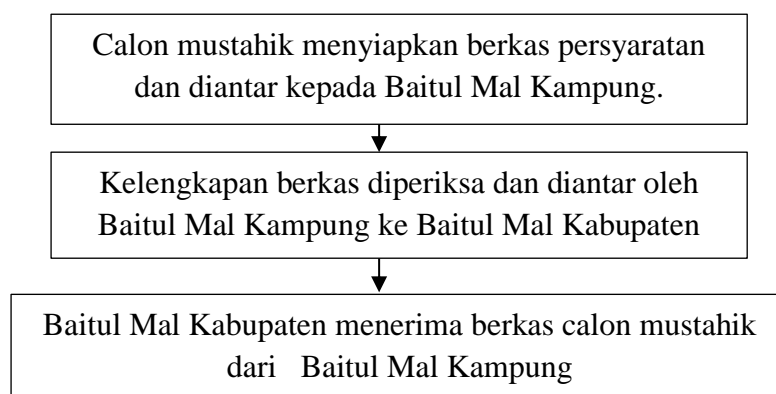 Calon mustahik menyiapkan berkas persyaratan
dan diantar kepada Baitul Mal Kampung.
Kelengkapan berkas diperiksa dan diantar oleh
Baitul Mal Kampung ke Baitul Mal Kabupaten
Baitul Mal Kabupaten menerima berkas calon mustahik
dari Baitul Mal Kampung